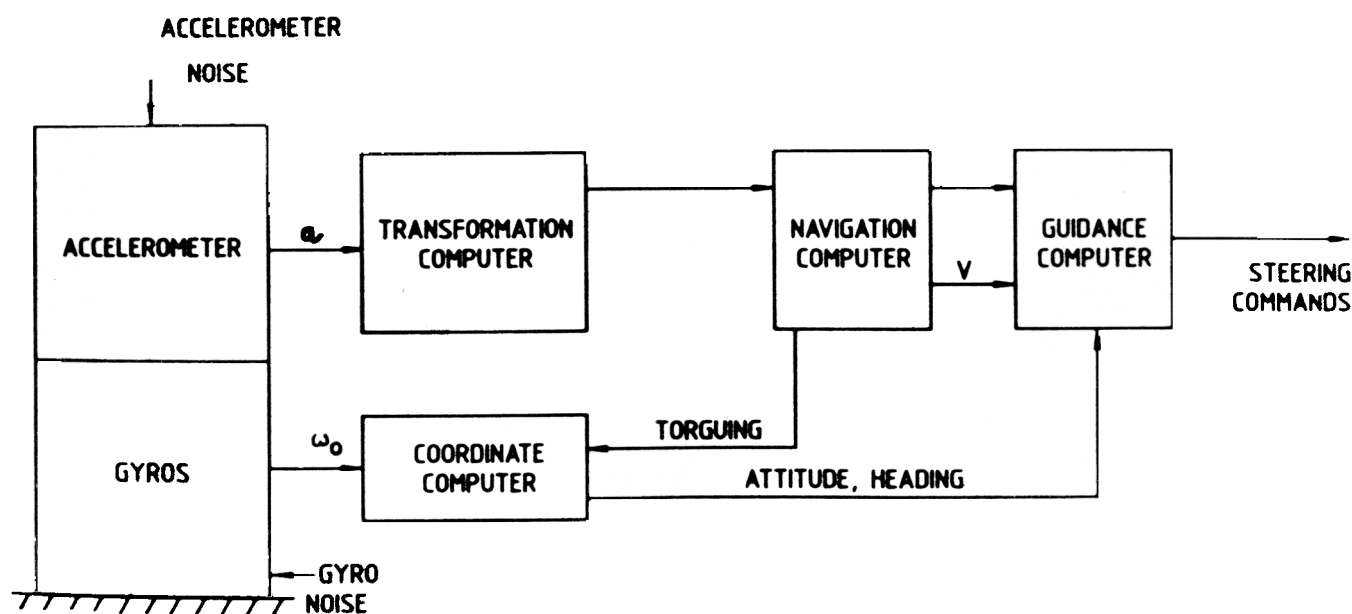 ACCELEROMETER
NOISE
ACCELEROMETER
a
TRANSFORMATION
COMPUTER
NAVIGATION
COMPUTER
V
GUIDANCE
COMPUTER
STEERING
COMMANDS
GYROS
ω₀
COORDINATE
COMPUTER
TORGUING
ATTITUDE, HEADING
GYRO
NOISE